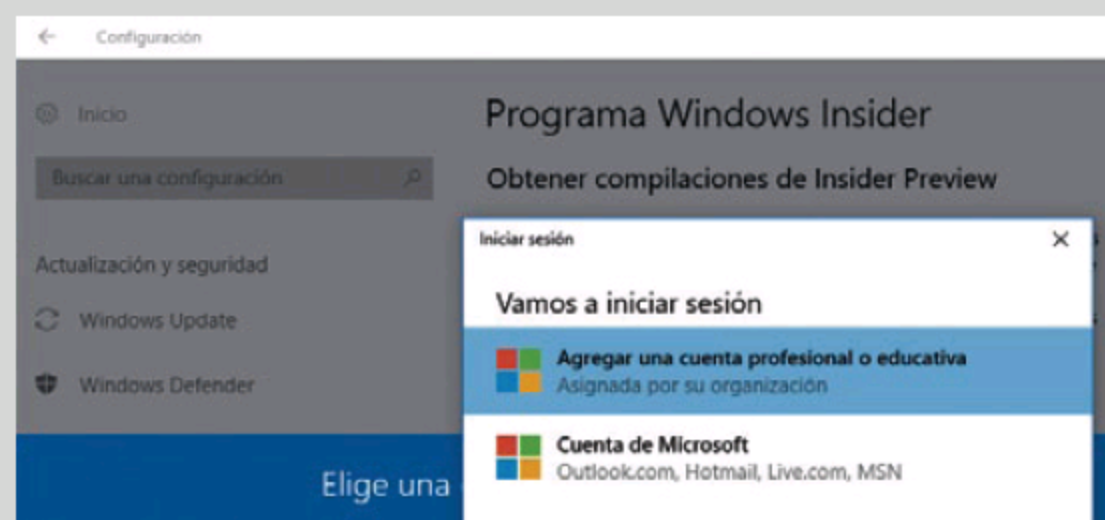 Configuración
Inicio
Buscar una configuración
Actualización y seguridad
Windows Update
Windows Defender
Programa Windows Insider
Obtener compilaciones de Insider Preview
Iniciar sesión
Vamos a iniciar sesión
Agregar una cuenta profesional o educativa
Asignada por su organización
Cuenta de Microsoft
Outlook.com, Hotmail, Live.com, MSN
Elige una